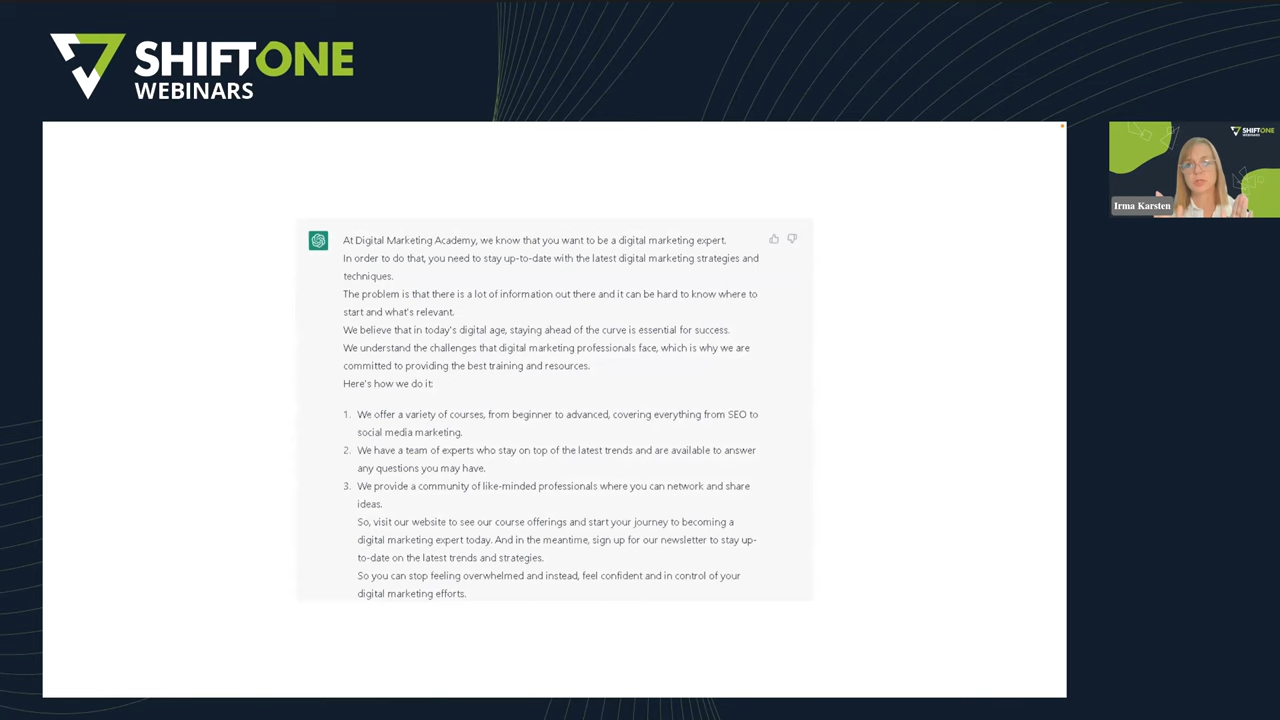 SHIFTONE
WEBINARS
SHIFTONE
WEBINARS
Irma Karsten
At Digital Marketing Academy, we know that you want to be a digital marketing expert.
In order to do that, you need to stay up-to-date with the latest digital marketing strategies and
techniques.
The problem is that there is a lot of information out there and it can be hard to know where to
start and what's relevant.
We believe that in today's digital age, staying ahead of the curve is essential for success.
We understand the challenges that digital marketing professionals face, which is why we are
committed to providing the best training and resources.
Here's how we do it:
1. We offer a variety of courses, from beginner to advanced, covering everything from SEO to
social media marketing.
2. We have a team of experts who stay on top of the latest trends and are available to answer
any questions you may have.
3. We provide a community of like-minded professionals where you can network and share
ideas.
So, visit our website to see our course offerings and start your journey to becoming a
digital marketing expert today. And in the meantime, sign up for our newsletter to stay up-
to-date on the latest trends and strategies.
So you can stop feeling overwhelmed and instead, feel confident and in control of your
digital marketing efforts.